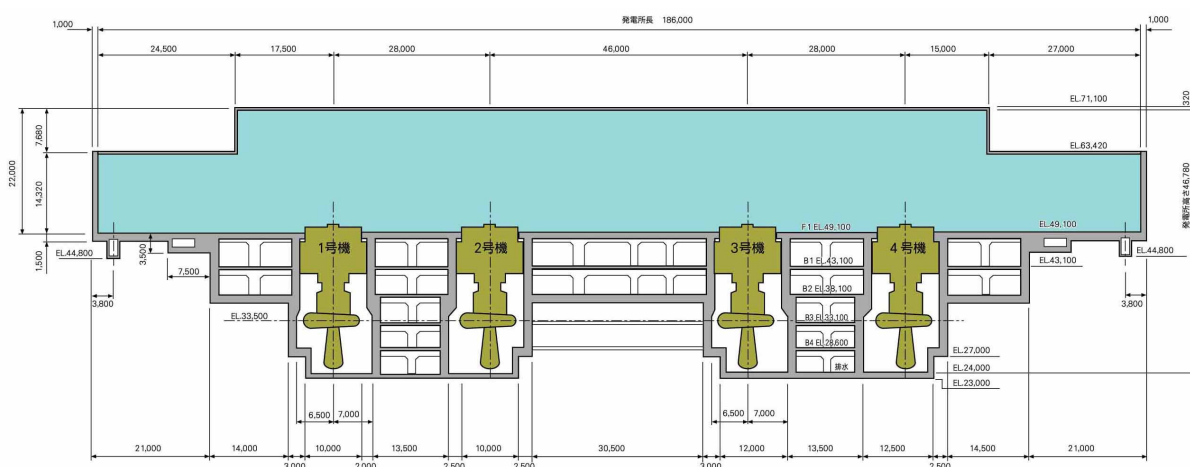 発電所長 186,000
1,000
1,000
24,500
17,500
28,000
46,000
28,000
15,000
27,000
EL.71,100
320
7,680
EL.63,420
22,000
14,320
発電所高さ46,780
F.1 EL.49,100
EL.49,100
1号機
2号機
3号機
4号機
1,500
EL.44,800
3,500
B1 EL.43,100
EL.43,100
EL.44,800
7,500
B2 EL.38,100
3,800
3,800
EL.33,500
B3 EL.33,100
B4 EL.28,600
EL.27,000
排水
EL.24,000
EL.23,000
6,500
7,000
6,500
7,000
21,000
14,000
10,000
13,500
10,000
30,500
12,000
13,500
12,500
14,500
21,000
3,000
2,000
2,500
2,500
3,000
2,500